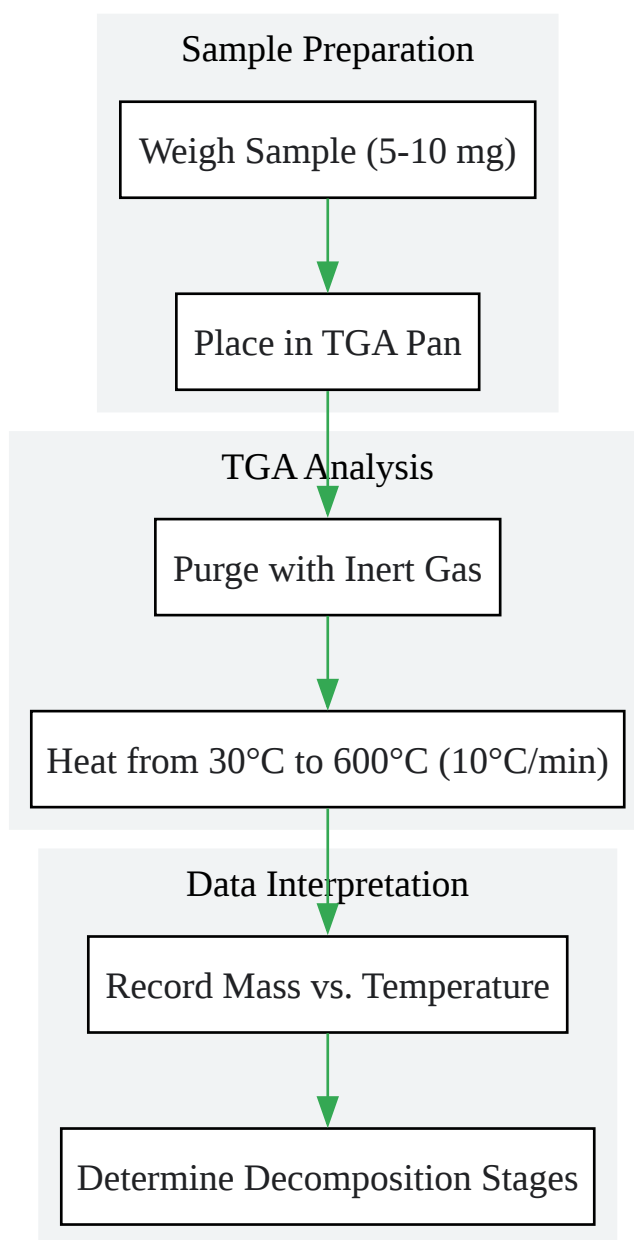 Sample Preparation
Weigh Sample (5-10 mg)
Place in TGA Pan
TGA Analysis
Purge with Inert Gas
Heat from 30°C to 600°C (10°C/min)
Data Interpretation
Record Mass vs. Temperature
Determine Decomposition Stages